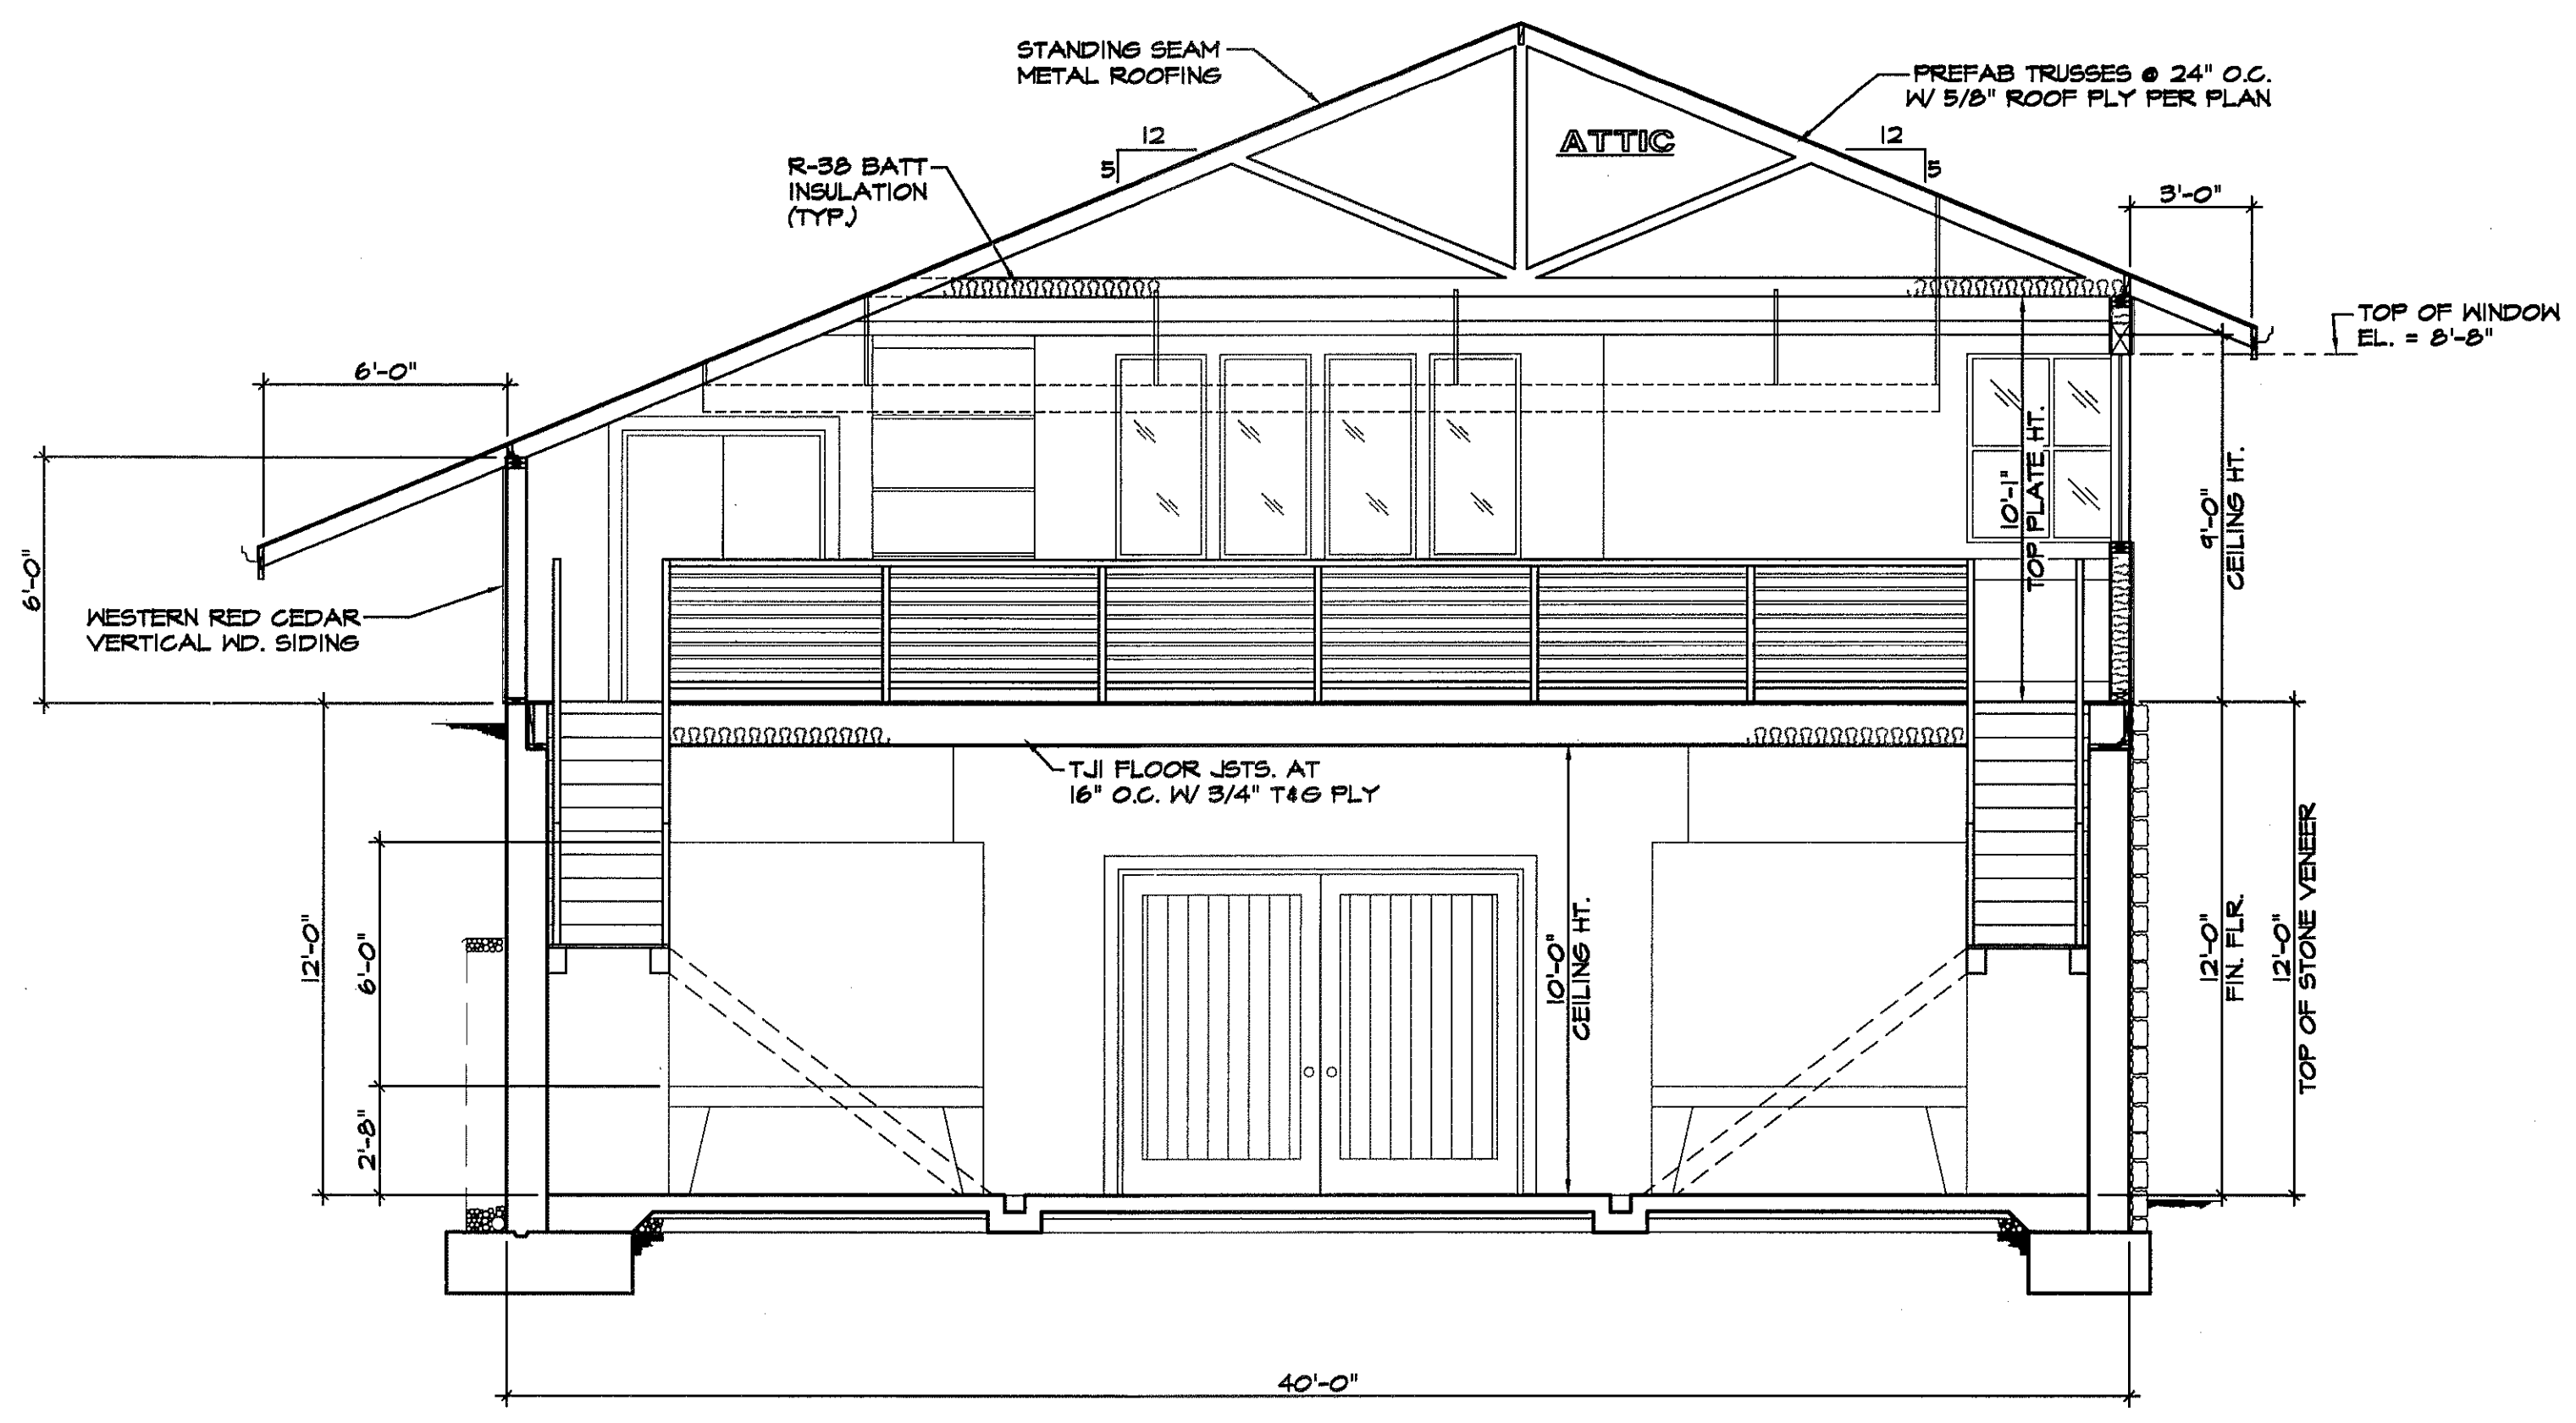 STANDING SEAM
METAL ROOFING
PREFAB TRUSSES @ 24" O.C.
W/ 5/8" ROOF PLY PER PLAN
12
5
ATTIC
12
5
R-38 BATT
INSULATION
(TYP.)
3'-0"
TOP OF WINDOW
EL. = 8'-8"
6'-0"
10'-1"
TOP PLATE HT.
9'-0"
CEILING HT.
6'-0"
WESTERN RED CEDAR
VERTICAL WD. SIDING
TJI FLOOR JSTS. AT
16" O.C. W/ 3/4" T&G PLY
12'-0"
6'-0"
2'-8"
10'-0"
CEILING HT.
12'-0"
FIN. FLR.
12'-0"
TOP OF STONE VENEER
40'-0"